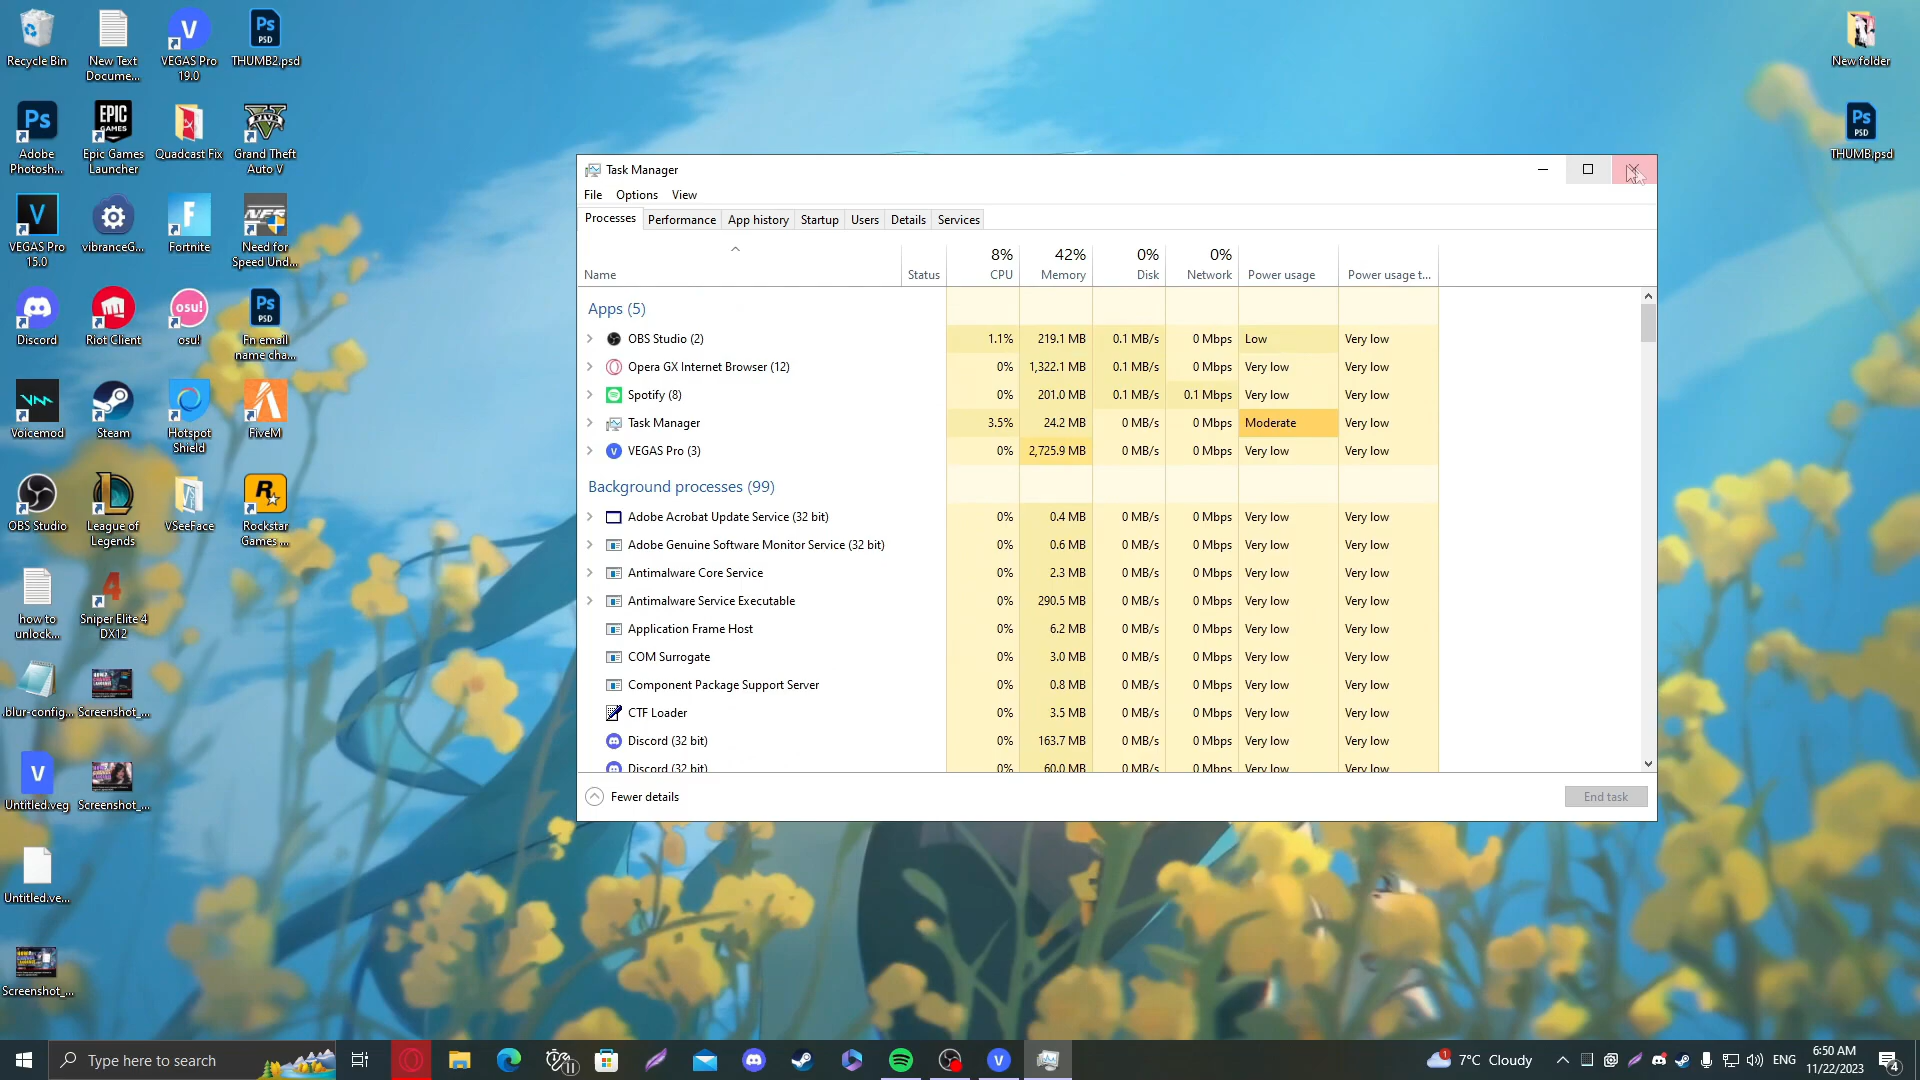 Recycle Bin
New Text
Docume...
VEGAS Pro
19.0
THUMB2.psd
New folder
Adobe
Photosh...
Epic Games
Launcher
Quadcast Fix
Grand Theft
Auto V
THUMB.psd
VEGAS Pro
15.0
vibranceG...
Fortnite
Need for
Speed Und...
Discord
Riot Client
osu!
Fn email
name cha...
Voicemod
Steam
Hotspot
Shield
FiveM
OBS Studio
League of
Legends
VSeeFace
Rockstar
Games ...
how to
unlock...
Sniper Elite 4
DX12
.blur-config...
Screenshot_...
Untitled.veg
Screenshot_...
Untitled.ve...
Screenshot_...
Task Manager
File Options View
Processes Performance App history Startup Users Details Services
8% 42% 0% 0%
Name Status CPU Memory Disk Network Power usage Power usage t...
Apps (5)
OBS Studio (2) 1.1% 219.1 MB 0.1 MB/s 0 Mbps Low Very low
Opera GX Internet Browser (12) 0% 1,322.1 MB 0.1 MB/s 0 Mbps Very low Very low
Spotify (8) 0% 201.0 MB 0.1 MB/s 0.1 Mbps Very low Very low
Task Manager 3.5% 24.2 MB 0 MB/s 0 Mbps Moderate Very low
VEGAS Pro (3) 0% 2,725.9 MB 0 MB/s 0 Mbps Very low Very low
Background processes (99)
Adobe Acrobat Update Service (32 bit) 0% 0.4 MB 0 MB/s 0 Mbps Very low Very low
Adobe Genuine Software Monitor Service (32 bit) 0% 0.6 MB 0 MB/s 0 Mbps Very low Very low
Antimalware Core Service 0% 2.3 MB 0 MB/s 0 Mbps Very low Very low
Antimalware Service Executable 0% 290.5 MB 0 MB/s 0 Mbps Very low Very low
Application Frame Host 0% 6.2 MB 0 MB/s 0 Mbps Very low Very low
COM Surrogate 0% 3.0 MB 0 MB/s 0 Mbps Very low Very low
Component Package Support Server 0% 0.8 MB 0 MB/s 0 Mbps Very low Very low
CTF Loader 0% 3.5 MB 0 MB/s 0 Mbps Very low Very low
Discord (32 bit) 0% 163.7 MB 0 MB/s 0 Mbps Very low Very low
Discord (32 bit) 0% 60.0 MB 0 MB/s 0 Mbps Very low Very low
Fewer details End task
Type here to search
1
7°C Cloudy
ENG
6:50 AM
11/22/2023
4